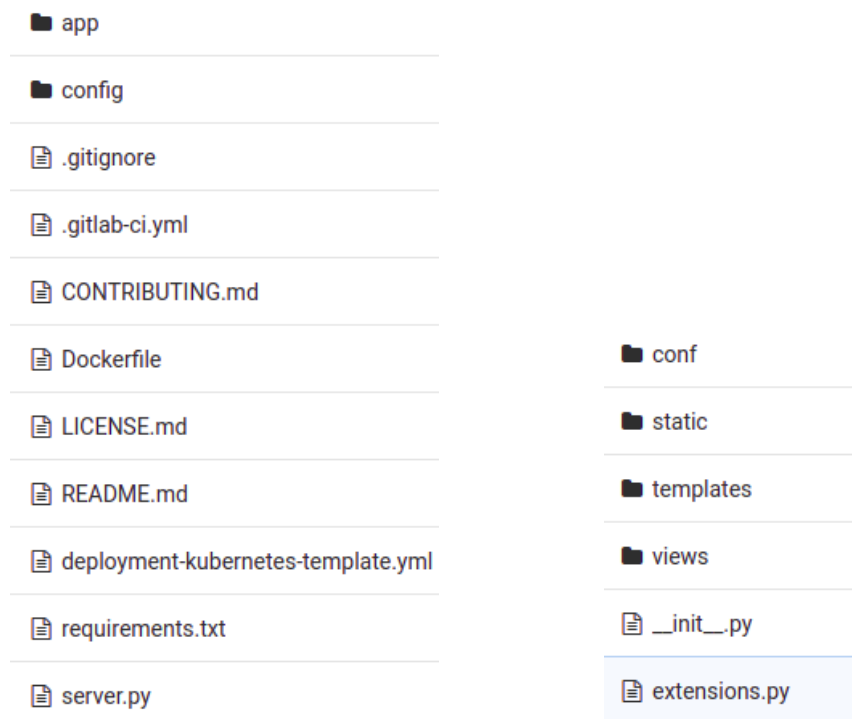 app
config
.gitignore
.gitlab-ci.yml
CONTRIBUTING.md
Dockerfile
LICENSE.md
README.md
deployment-kubernetes-template.yml
requirements.txt
server.py
conf
static
templates
views
__init__.py
extensions.py